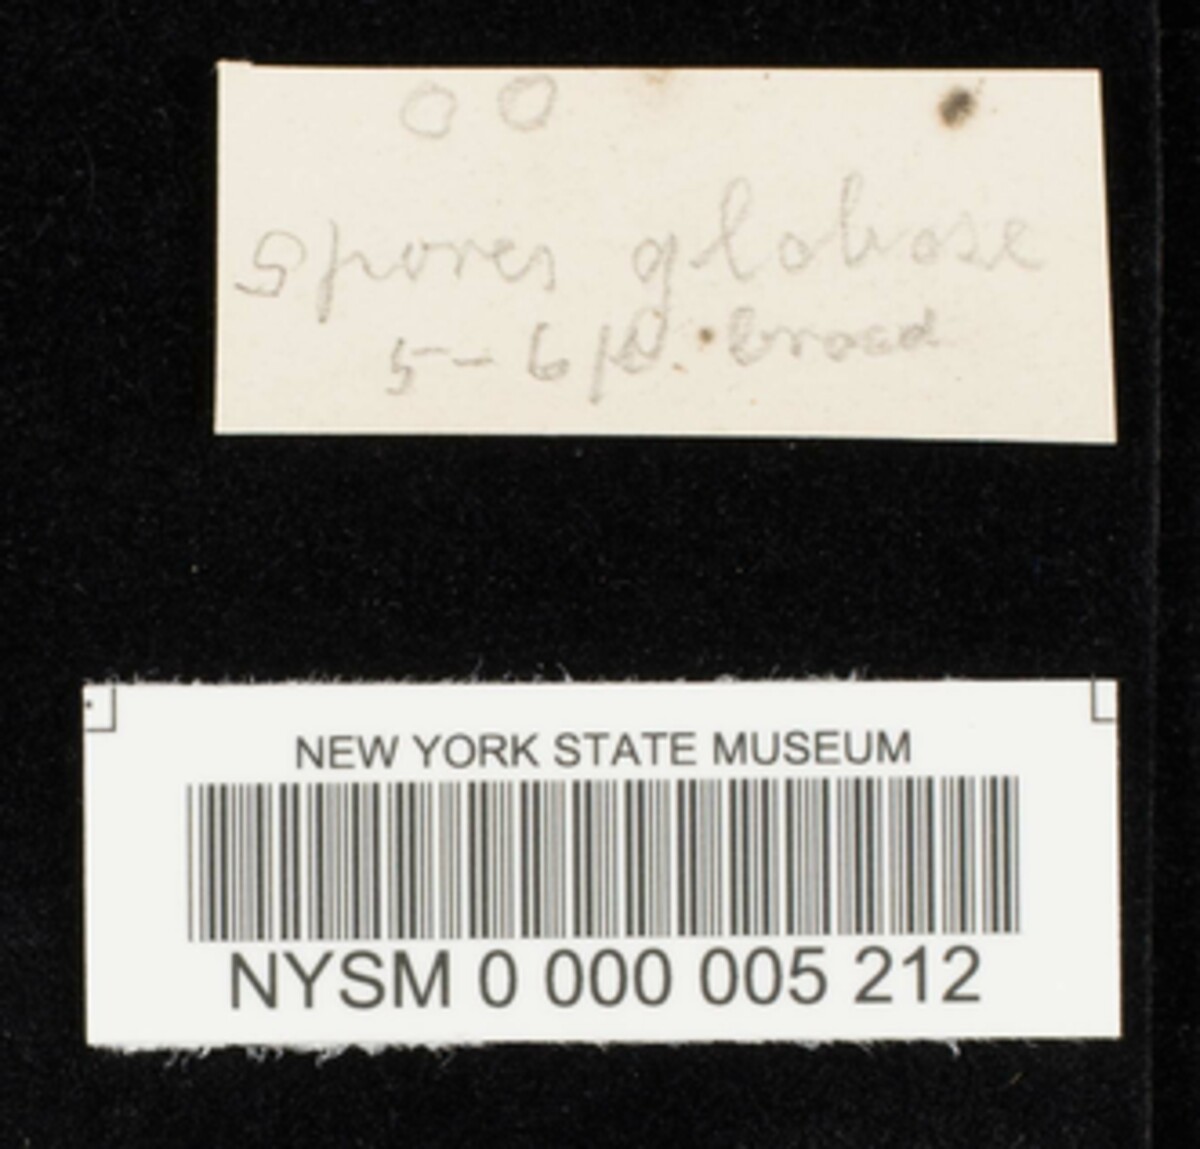 Spores globose
5-6 µ. broad
NEW YORK STATE MUSEUM
NYSM 0 000 005 212